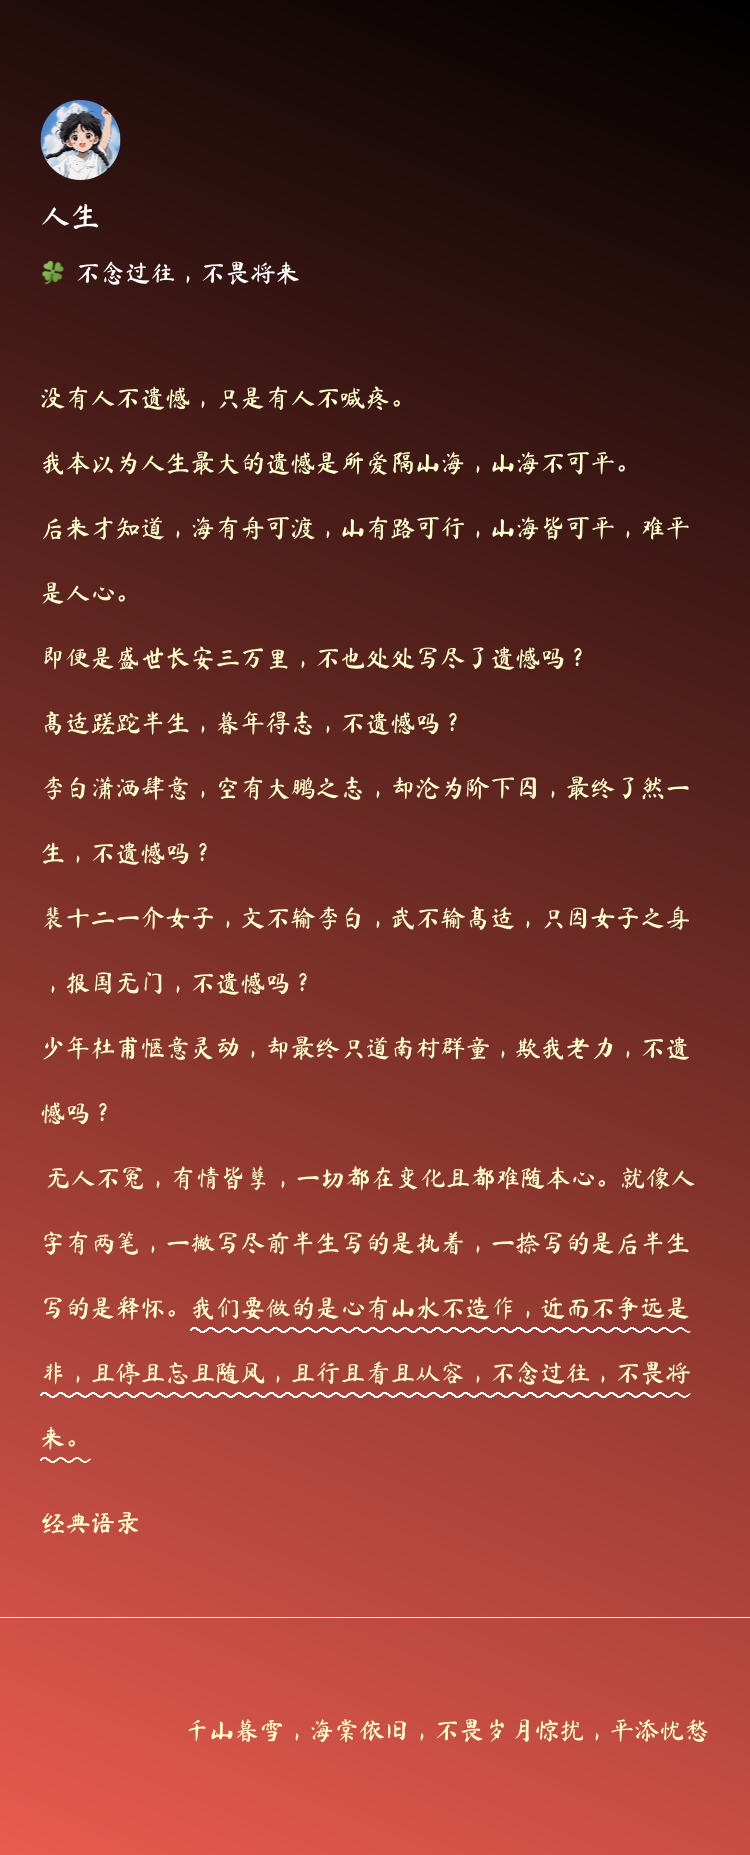 人生
🍀 不念过往，不畏将来
没有人不遗憾，只是有人不喊疼。
我本以为人生最大的遗憾是所爱隔山海，山海不可平。
后来才知道，海有舟可渡，山有路可行，山海皆可平，难平
是人心。
即便是盛世长安三万里，不也处处写尽了遗憾吗？
高适蹉跎半生，暮年得志，不遗憾吗？
李白潇洒肆意，空有大鹏之志，却沦为阶下囚，最终了然一
生，不遗憾吗？
裴十二一介女子，文不输李白，武不输高适，只因女子之身
，报国无门，不遗憾吗？
少年杜甫惬意灵动，却最终只道南村群童，欺我老力，不遗
憾吗？
无人不冤，有情皆孽，一切都在变化且都难随本心。就像人
字有两笔，一撇写尽前半生写的是执着，一捺写的是后半生
写的是释怀。我们要做的是心有山水不造作，近而不争远是
非，且停且忘且随风，且行且看且从容，不念过往，不畏将
来。
经典语录
千山暮雪，海棠依旧，不畏岁月惊扰，平添忧愁